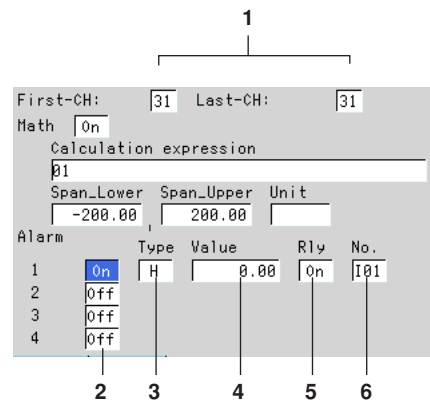 1
First-CH: 31 Last-CH: 31
Math On
Calculation expression
01
Span_Lower Span_Upper Unit
-200.00 200.00
Alarm
Type Value Rly No.
1 On H 0.00 On I01
2 Off
3 Off
4 Off
2 3 4 5 6